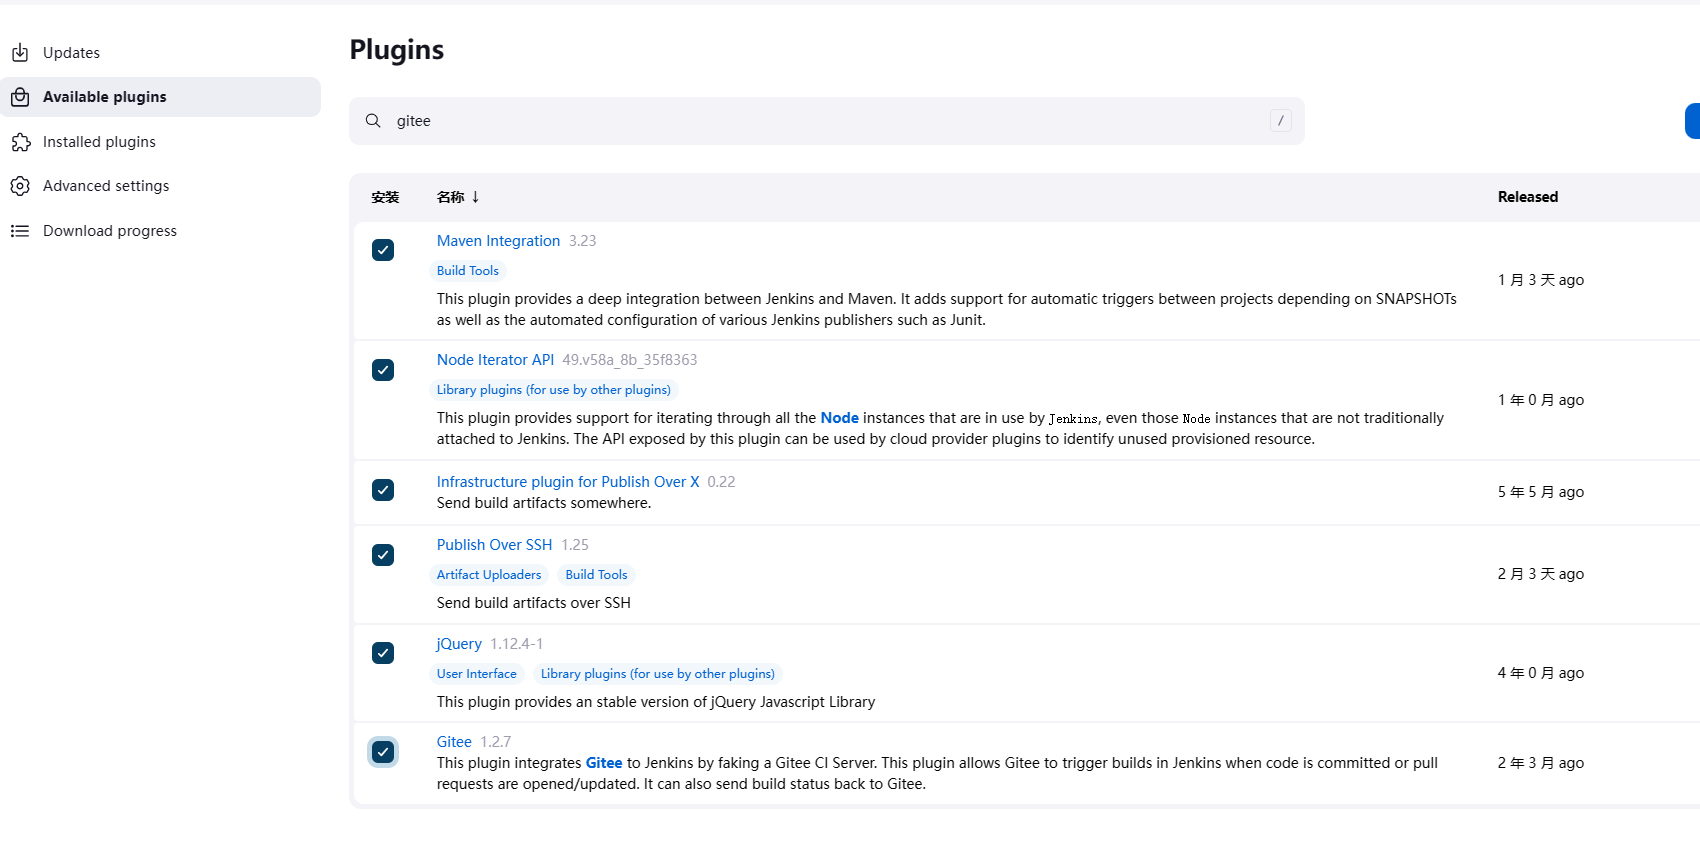 Updates
Available plugins
Installed plugins
Advanced settings
Download progress
Plugins
gitee
/
安装 名称 ↓ Released
Maven Integration 3.23
Build Tools
This plugin provides a deep integration between Jenkins and Maven. It adds support for automatic triggers between projects depending on SNAPSHOTs
as well as the automated configuration of various Jenkins publishers such as Junit.
1 月 3 天 ago
Node Iterator API 49.v58a_8b_35f8363
Library plugins (for use by other plugins)
This plugin provides support for iterating through all the Node instances that are in use by Jenkins, even those Node instances that are not traditionally
attached to Jenkins. The API exposed by this plugin can be used by cloud provider plugins to identify unused provisioned resource.
1 年 0 月 ago
Infrastructure plugin for Publish Over X 0.22
Send build artifacts somewhere.
5 年 5 月 ago
Publish Over SSH 1.25
Artifact Uploaders Build Tools
Send build artifacts over SSH
2 月 3 天 ago
jQuery 1.12.4-1
User Interface Library plugins (for use by other plugins)
This plugin provides an stable version of jQuery Javascript Library
4 年 0 月 ago
Gitee 1.2.7
This plugin integrates Gitee to Jenkins by faking a Gitee CI Server. This plugin allows Gitee to trigger builds in Jenkins when code is committed or pull
requests are opened/updated. It can also send build status back to Gitee.
2 年 3 月 ago